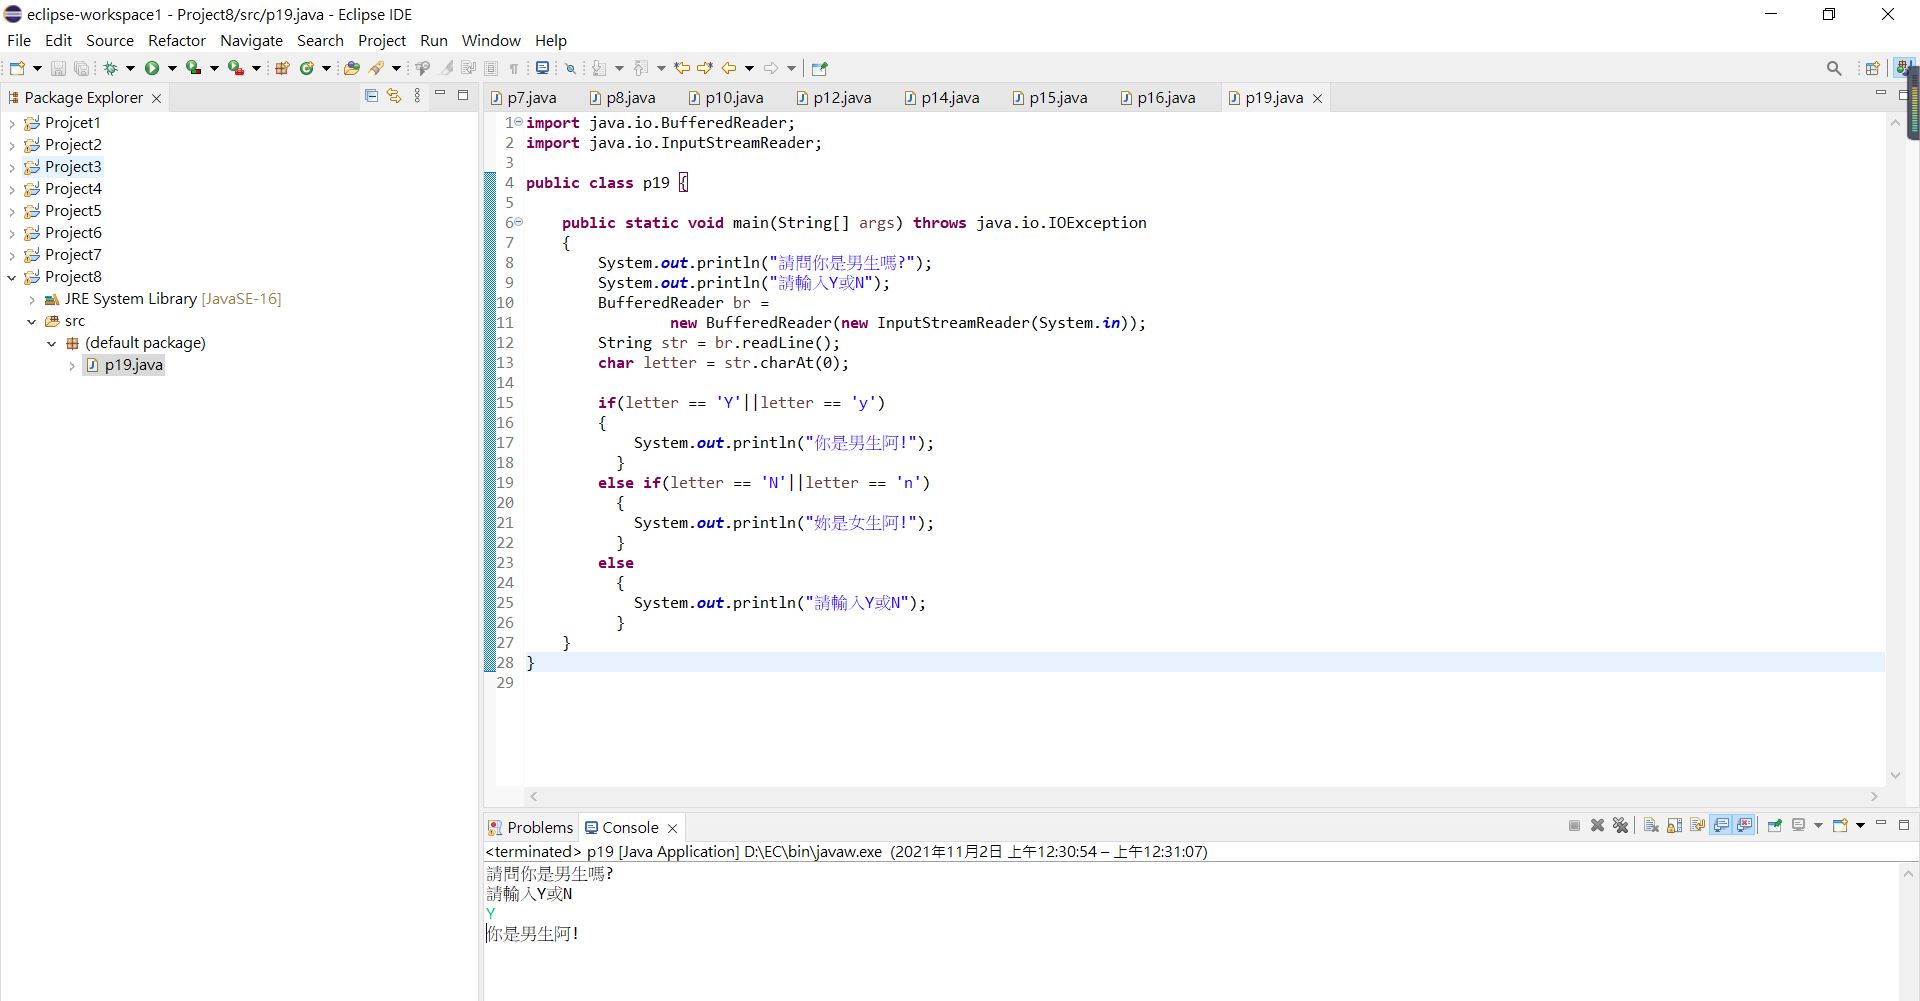 eclipse-workspace1 - Project8/src/p19.java - Eclipse IDE
File Edit Source Refactor Navigate Search Project Run Window Help
Package Explorer
Projcet1
Project2
Project3
Project4
Project5
Project6
Project7
Project8
JRE System Library [JavaSE-16]
src
(default package)
p19.java
p7.java p8.java p10.java p12.java p14.java p15.java p16.java p19.java
1 import java.io.BufferedReader;
2 import java.io.InputStreamReader;
3
4 public class p19 {
5
6 public static void main(String[] args) throws java.io.IOException
7 {
8 System.out.println("請問你是男生嗎?");
9 System.out.println("請輸入Y或N");
10 BufferedReader br =
11 new BufferedReader(new InputStreamReader(System.in));
12 String str = br.readLine();
13 char letter = str.charAt(0);
14
15 if(letter == 'Y'||letter == 'y')
16 {
17 System.out.println("你是男生阿!");
18 }
19 else if(letter == 'N'||letter == 'n')
20 {
21 System.out.println("妳是女生阿!");
22 }
23 else
24 {
25 System.out.println("請輸入Y或N");
26 }
27 }
28 }
29
Problems Console
<terminated> p19 [Java Application] D:\EC\bin\javaw.exe (2021年11月2日 上午12:30:54 – 上午12:31:07)
請問你是男生嗎?
請輸入Y或N
Y
你是男生阿!